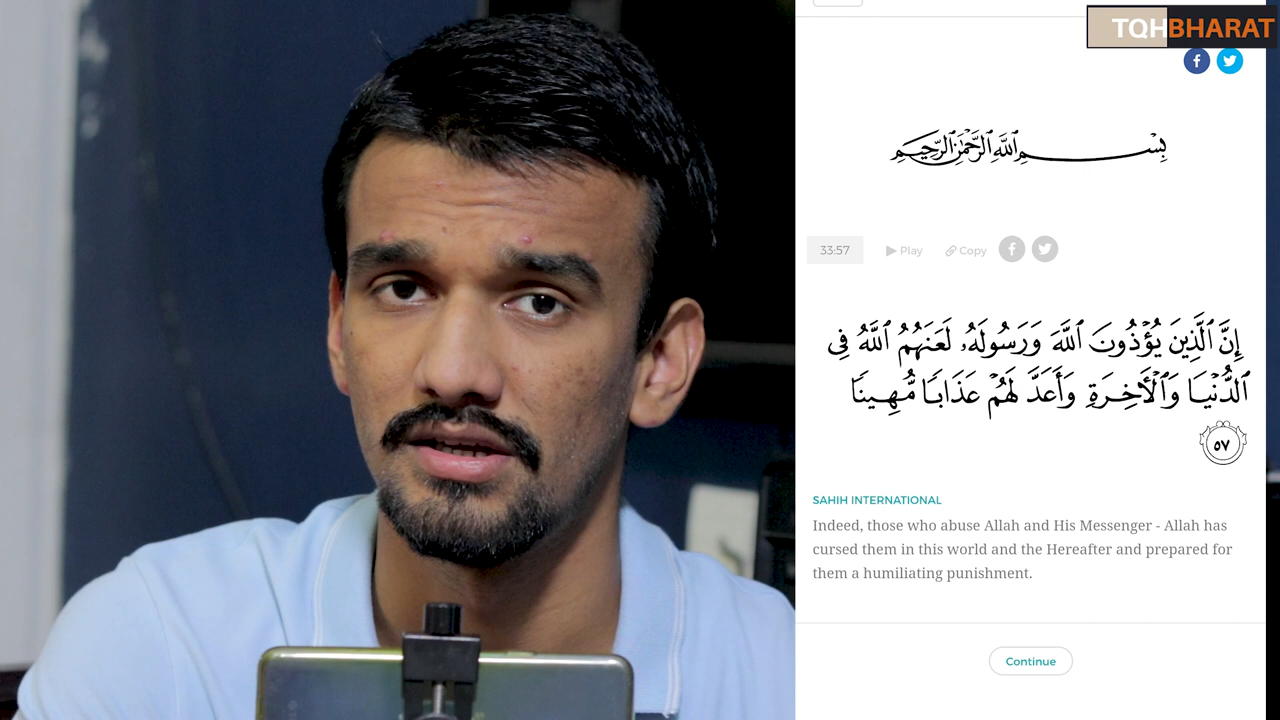 TQHBHARAT
بِسْمِ ٱللَّهِ ٱلرَّحْمَٰنِ ٱلرَّحِيمِ
33:57 Play Copy
إِنَّ ٱلَّذِينَ يُؤْذُونَ ٱللَّهَ وَرَسُولَهُۥ لَعَنَهُمُ ٱللَّهُ فِى
ٱلدُّنْيَا وَٱلْـَٔاخِرَةِ وَأَعَدَّ لَهُمْ عَذَابًا مُّهِينًا
٥٧
SAHIH INTERNATIONAL
Indeed, those who abuse Allah and His Messenger - Allah has
cursed them in this world and the Hereafter and prepared for
them a humiliating punishment.
Continue